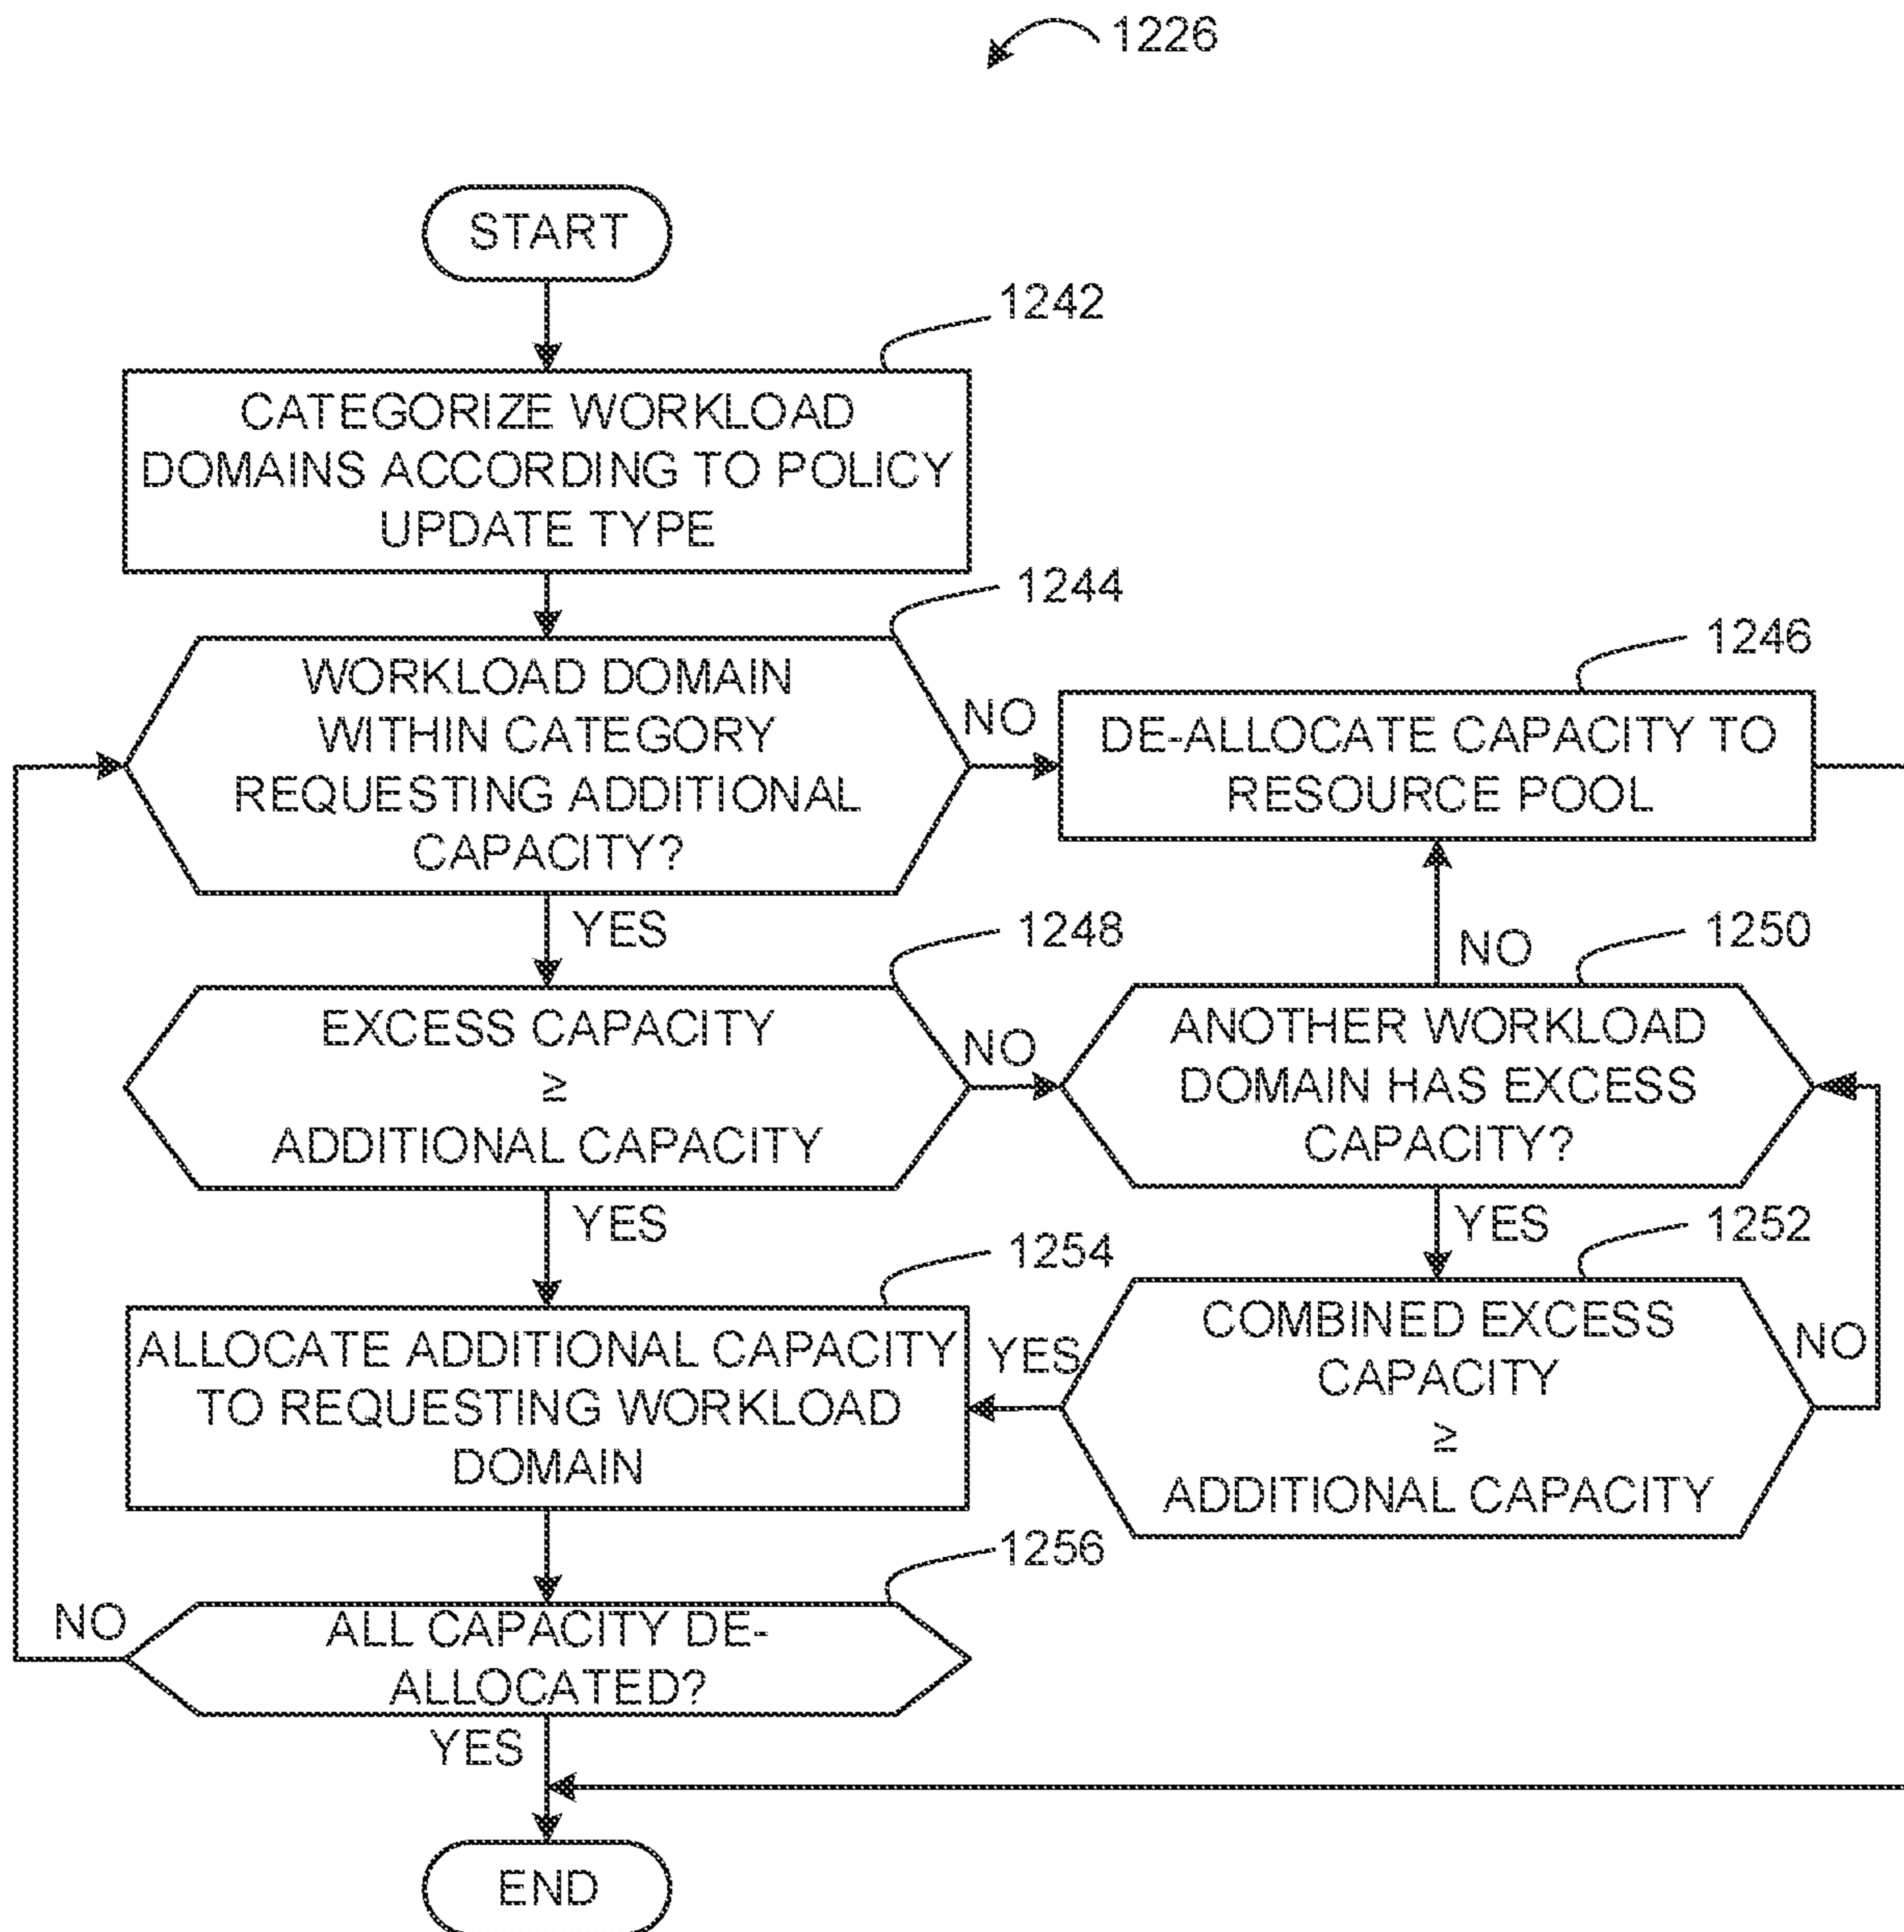 1226
START
1242
CATEGORIZE WORKLOAD
DOMAINS ACCORDING TO POLICY
UPDATE TYPE
1244
WORKLOAD DOMAIN
WITHIN CATEGORY
REQUESTING ADDITIONAL
CAPACITY?
NO
1246
DE-ALLOCATE CAPACITY TO
RESOURCE POOL
YES
1248
EXCESS CAPACITY
≥
ADDITIONAL CAPACITY
NO
NO
1250
ANOTHER WORKLOAD
DOMAIN HAS EXCESS
CAPACITY?
YES
1252
COMBINED EXCESS
CAPACITY
≥
ADDITIONAL CAPACITY
NO
YES
YES
1254
ALLOCATE ADDITIONAL CAPACITY
TO REQUESTING WORKLOAD
DOMAIN
1256
ALL CAPACITY DE-
ALLOCATED?
NO
YES
END